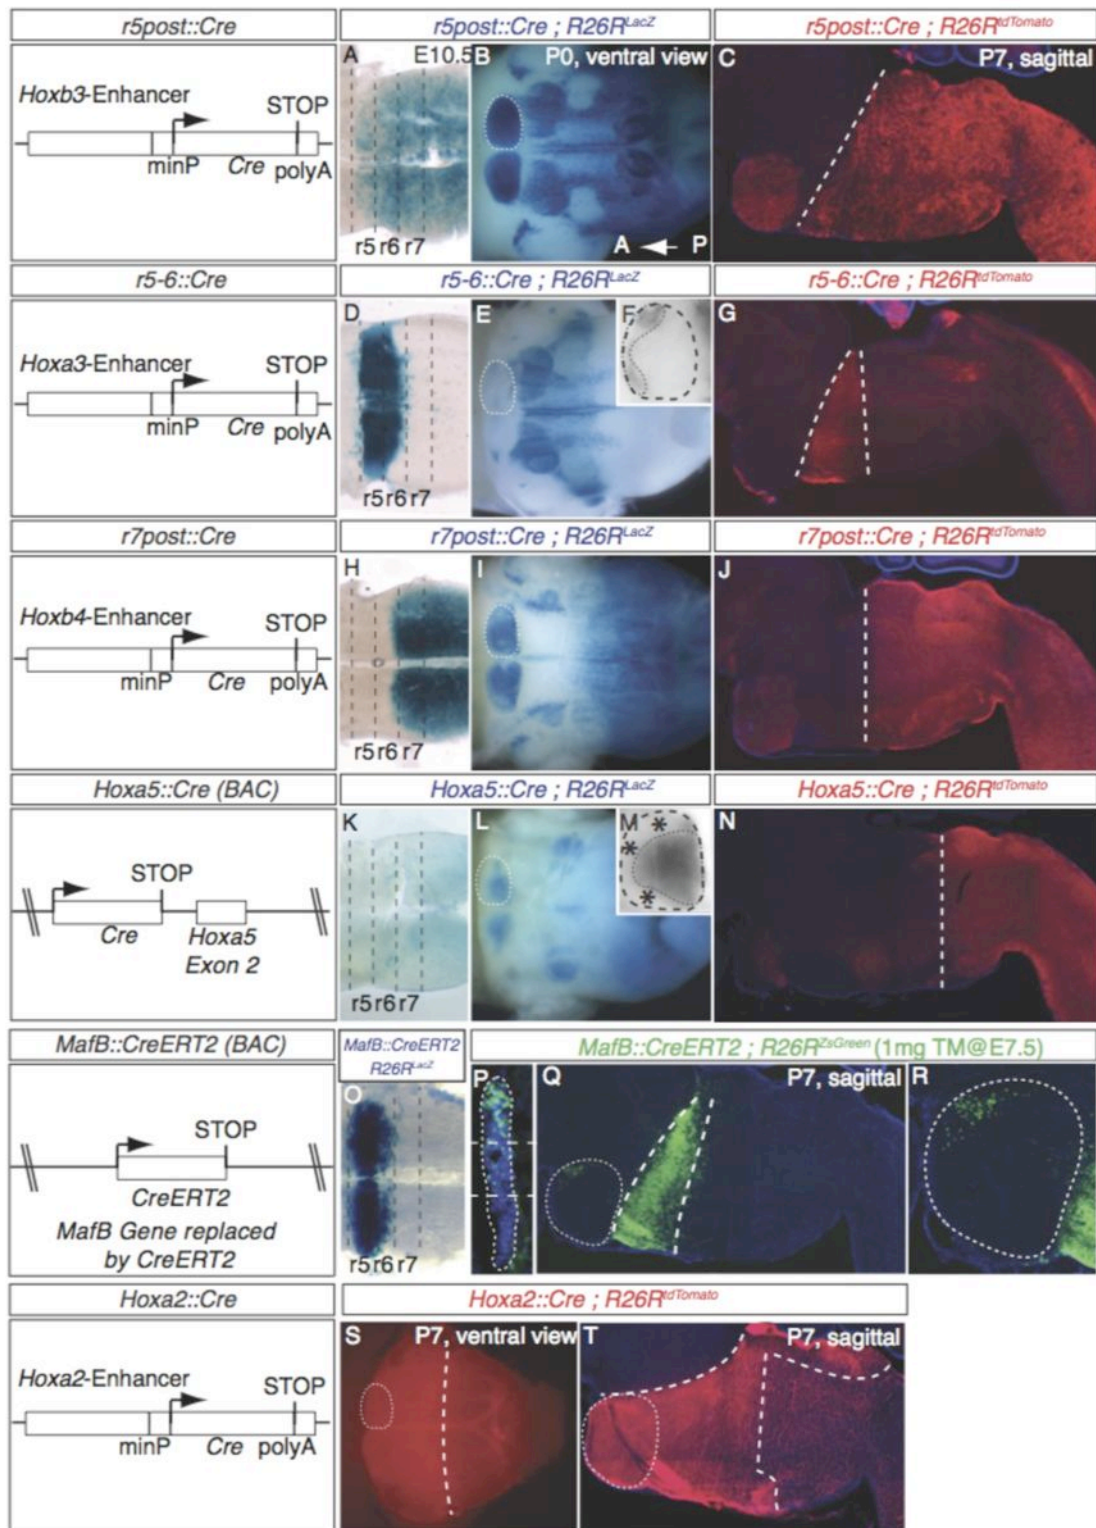 r5post::Cre
r5post::Cre ; R26R^LacZ
r5post::Cre ; R26R^tdTomato
Hoxb3-Enhancer
STOP
minP
Cre
polyA
A
E10.5
r5 r6 r7
B
P0, ventral view
A P
C
P7, sagittal
r5-6::Cre
r5-6::Cre ; R26R^LacZ
r5-6::Cre ; R26R^tdTomato
Hoxa3-Enhancer
STOP
minP
Cre
polyA
D
r5 r6 r7
E
F
G
r7post::Cre
r7post::Cre ; R26R^LacZ
r7post::Cre ; R26R^tdTomato
Hoxb4-Enhancer
STOP
minP
Cre
polyA
H
r5 r6 r7
I
J
Hoxa5::Cre (BAC)
Hoxa5::Cre ; R26R^LacZ
Hoxa5::Cre ; R26R^tdTomato
STOP
Cre
Hoxa5
Exon 2
K
r5 r6 r7
L
M
* * *
N
MafB::CreERT2 (BAC)
MafB::CreERT2
R26R^LacZ
MafB::CreERT2 ; R26R^ZsGreen (1mg TM@E7.5)
STOP
CreERT2
MafB Gene replaced
by CreERT2
O
r5 r6 r7
P
Q
P7, sagittal
R
Hoxa2::Cre
Hoxa2::Cre ; R26R^tdTomato
Hoxa2-Enhancer
STOP
minP
Cre
polyA
S
P7, ventral view
T
P7, sagittal